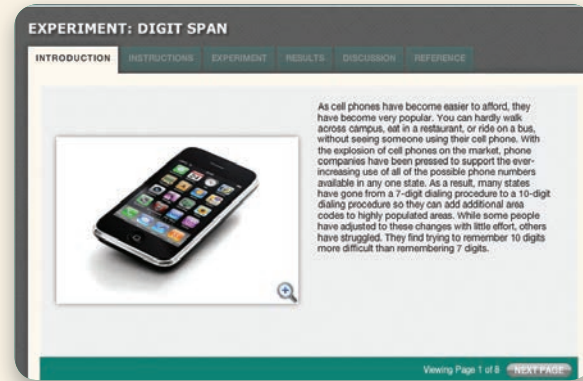 EXPERIMENT: DIGIT SPAN
INTRODUCTION INSTRUCTIONS EXPERIMENT RESULTS DISCUSSION REFERENCE
As cell phones have become easier to afford, they
have become very popular. You can hardly walk
across campus, eat in a restaurant, or ride on a bus,
without seeing someone using their cell phone. With
the explosion of cell phones on the market, phone
companies have been pressed to support the ever-
increasing use of all of the possible phone numbers
available in any one state. As a result, many states
have gone from a 7-digit dialing procedure to a 10-digit
dialing procedure so they can add additional area
codes to highly populated areas. While some people
have adjusted to these changes with little effort, others
have struggled. They find trying to remember 10 digits
more difficult than remembering 7 digits.
Viewing Page 1 of 8 NEXT PAGE